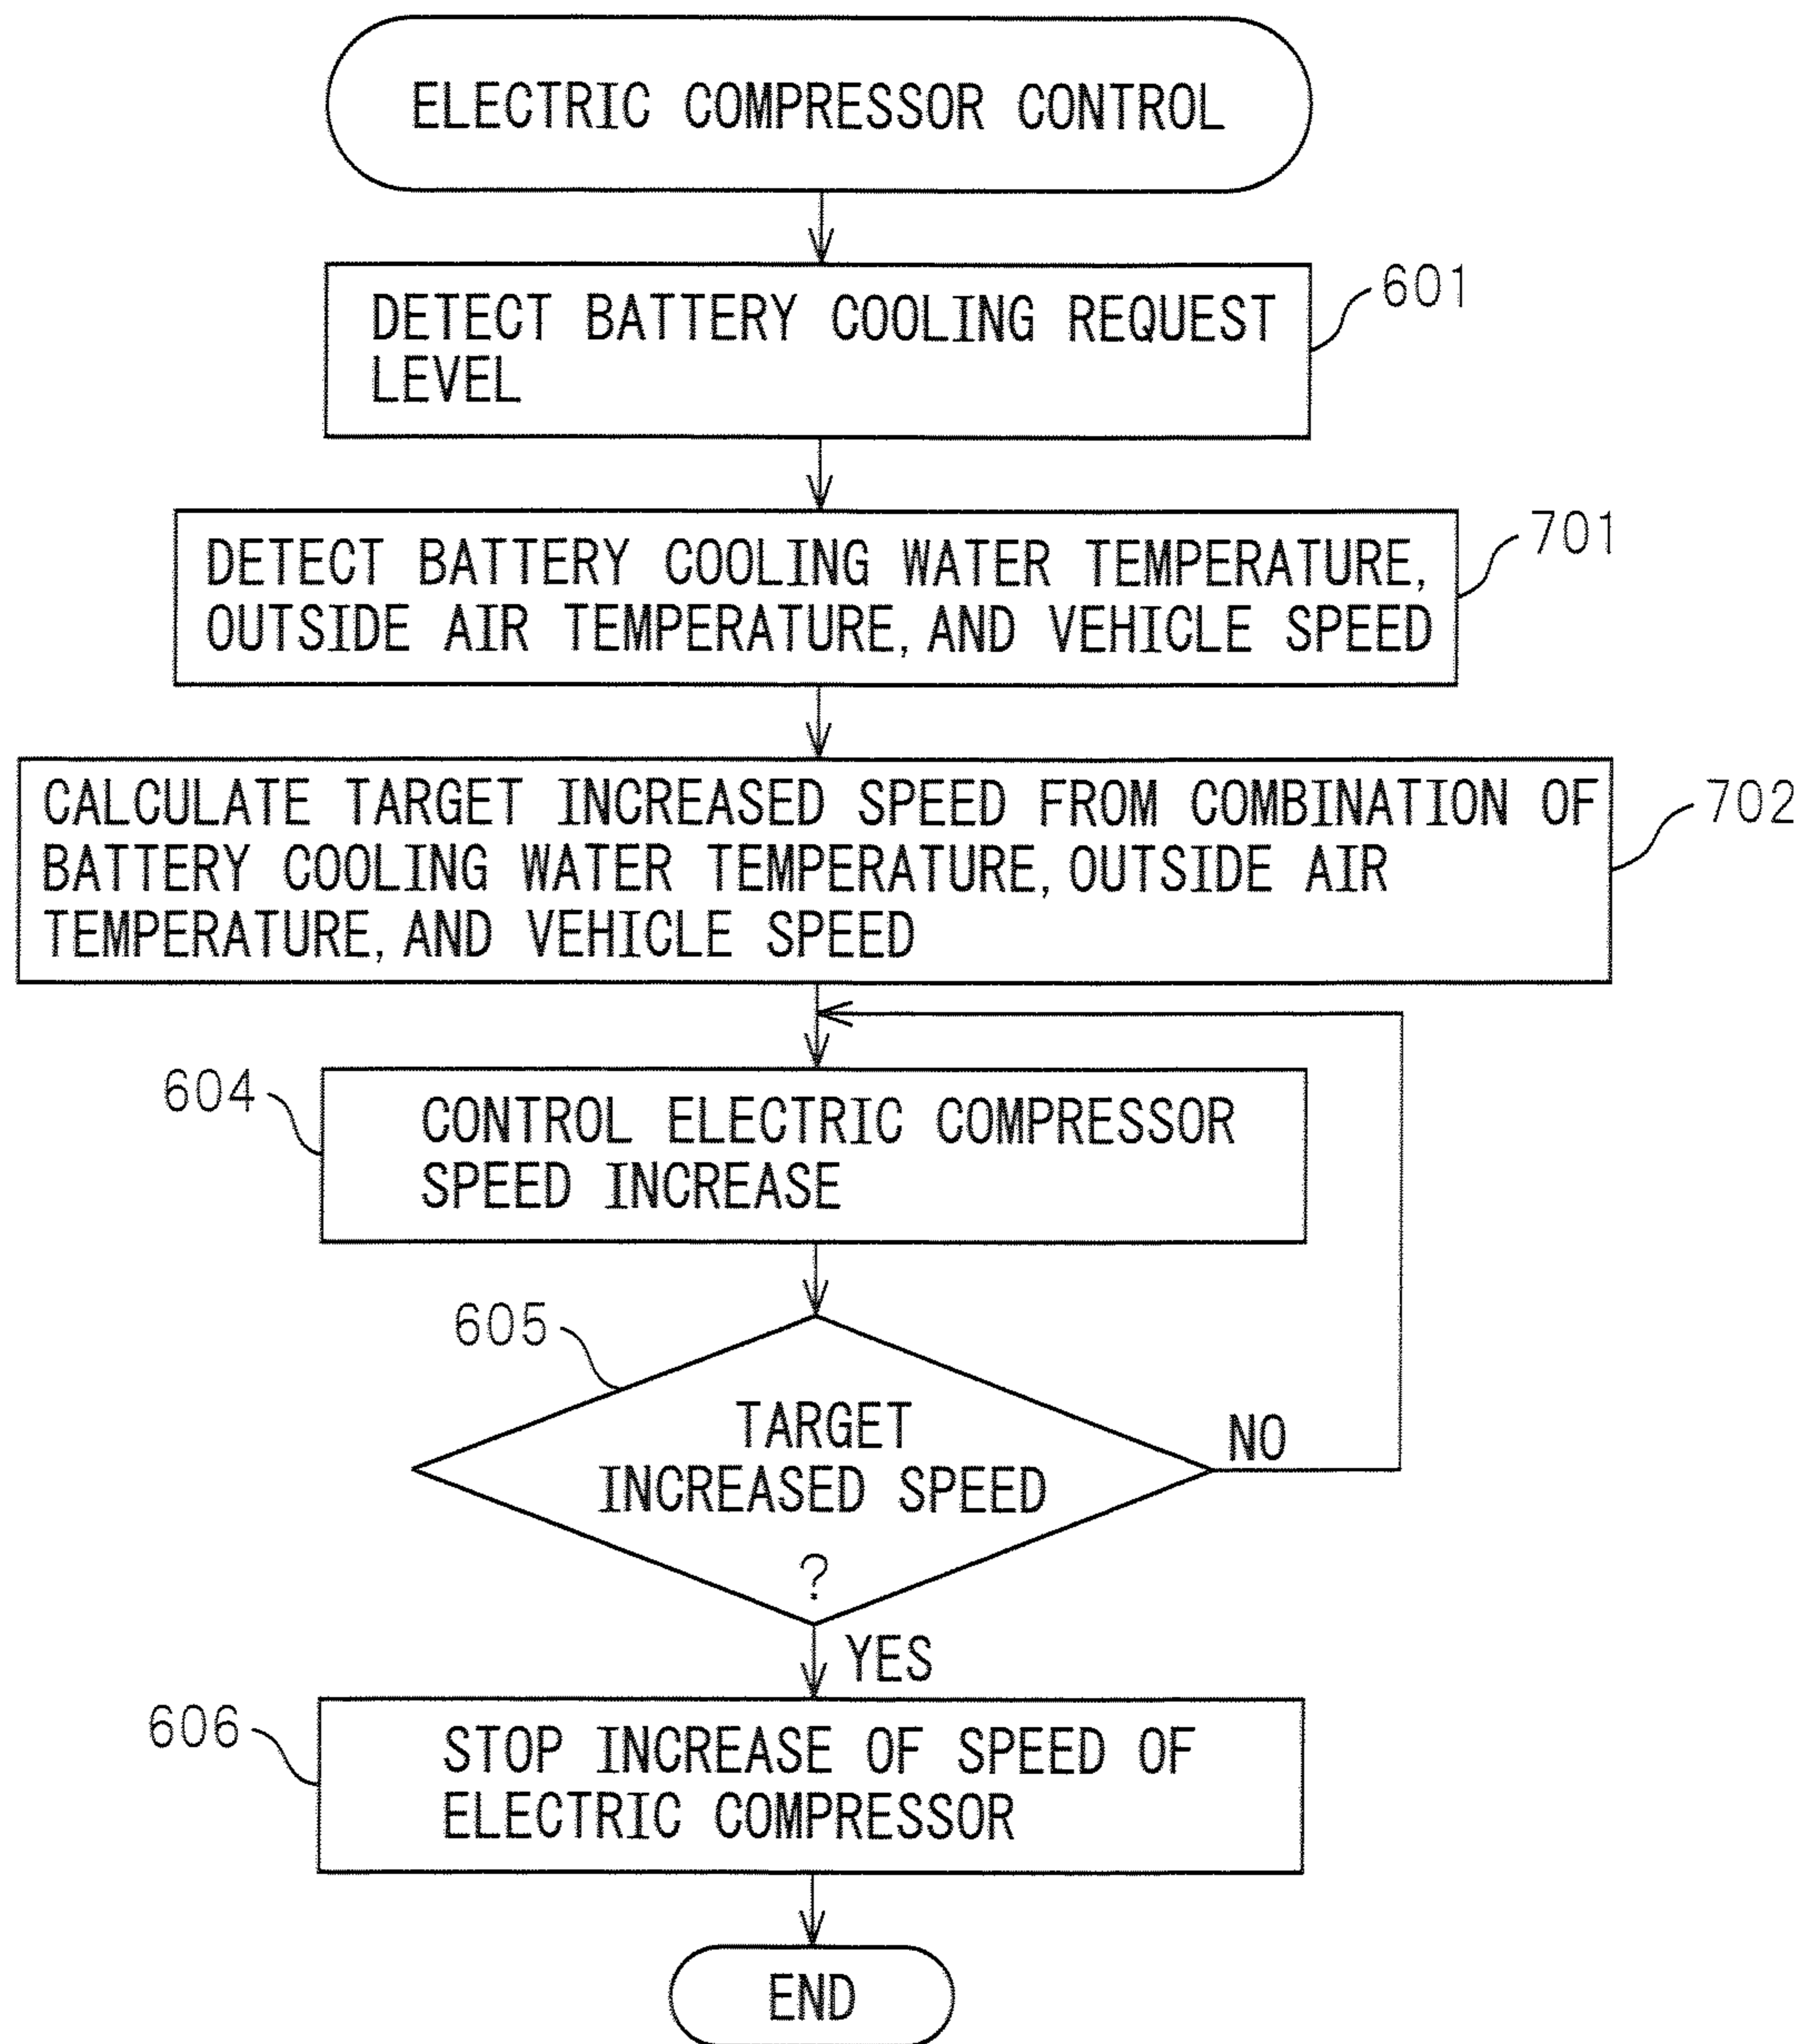 ELECTRIC COMPRESSOR CONTROL
DETECT BATTERY COOLING REQUEST
LEVEL
601
DETECT BATTERY COOLING WATER TEMPERATURE,
OUTSIDE AIR TEMPERATURE, AND VEHICLE SPEED
701
CALCULATE TARGET INCREASED SPEED FROM COMBINATION OF
BATTERY COOLING WATER TEMPERATURE, OUTSIDE AIR
TEMPERATURE, AND VEHICLE SPEED
702
604
CONTROL ELECTRIC COMPRESSOR
SPEED INCREASE
605
TARGET
INCREASED SPEED
?
NO
YES
606
STOP INCREASE OF SPEED OF
ELECTRIC COMPRESSOR
END